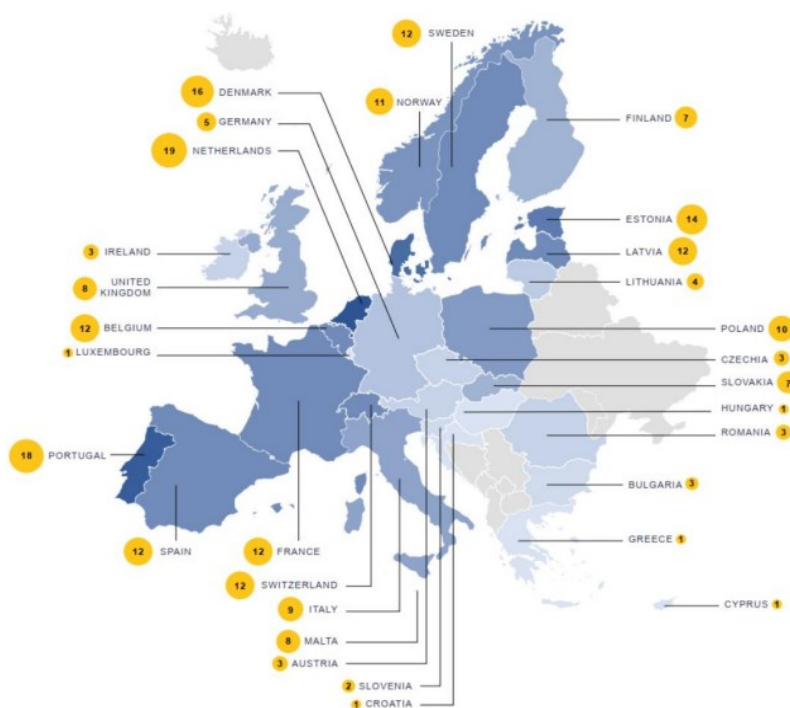 12 SWEDEN
16 DENMARK
11 NORWAY
5 GERMANY
FINLAND 7
19 NETHERLANDS
ESTONIA 14
3 IRELAND
LATVIA 12
8 UNITED
KINGDOM
LITHUANIA 4
12 BELGIUM
POLAND 10
1 LUXEMBOURG
CZECHIA 3
SLOVAKIA 7
HUNGARY 1
ROMANIA 3
18 PORTUGAL
BULGARIA 3
GREECE 1
12 SPAIN
12 FRANCE
12 SWITZERLAND
CYPRUS 1
9 ITALY
8 MALTA
3 AUSTRIA
2 SLOVENIA
1 CROATIA